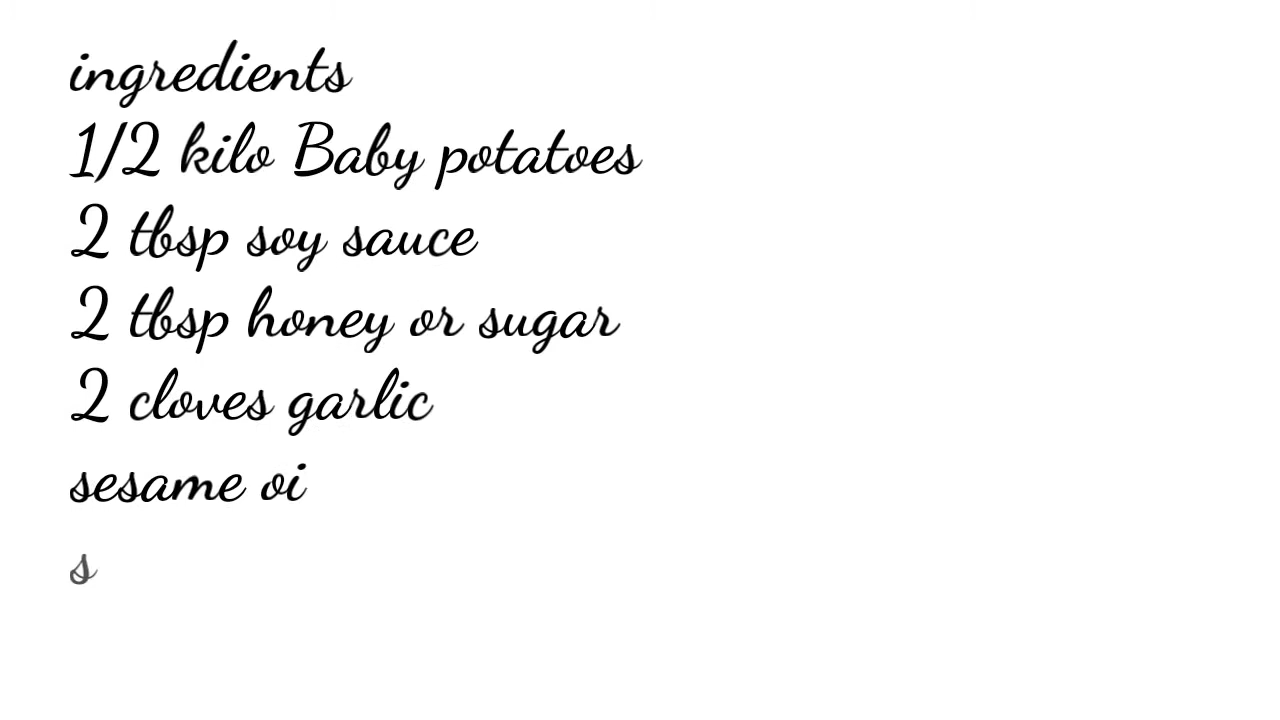 ingredients
1/2 kilo Baby potatoes
2 tbsp soy sauce
2 tbsp honey or sugar
2 cloves garlic
sesame oi
s